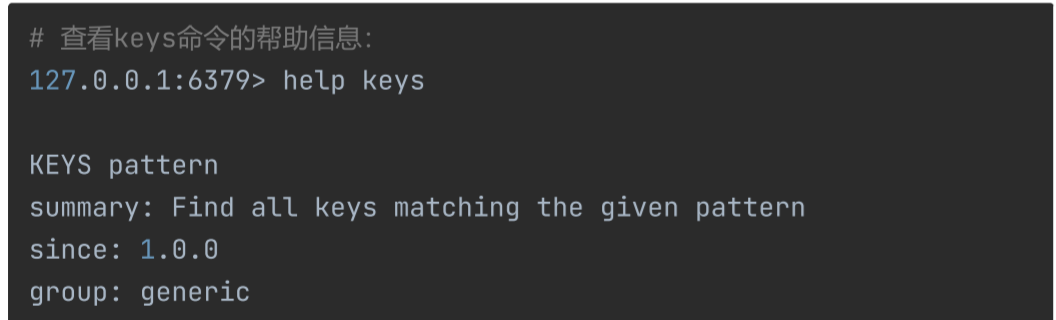 # 查看keys命令的帮助信息:
127.0.0.1:6379> help keys
KEYS pattern
summary: Find all keys matching the given pattern
since: 1.0.0
group: generic